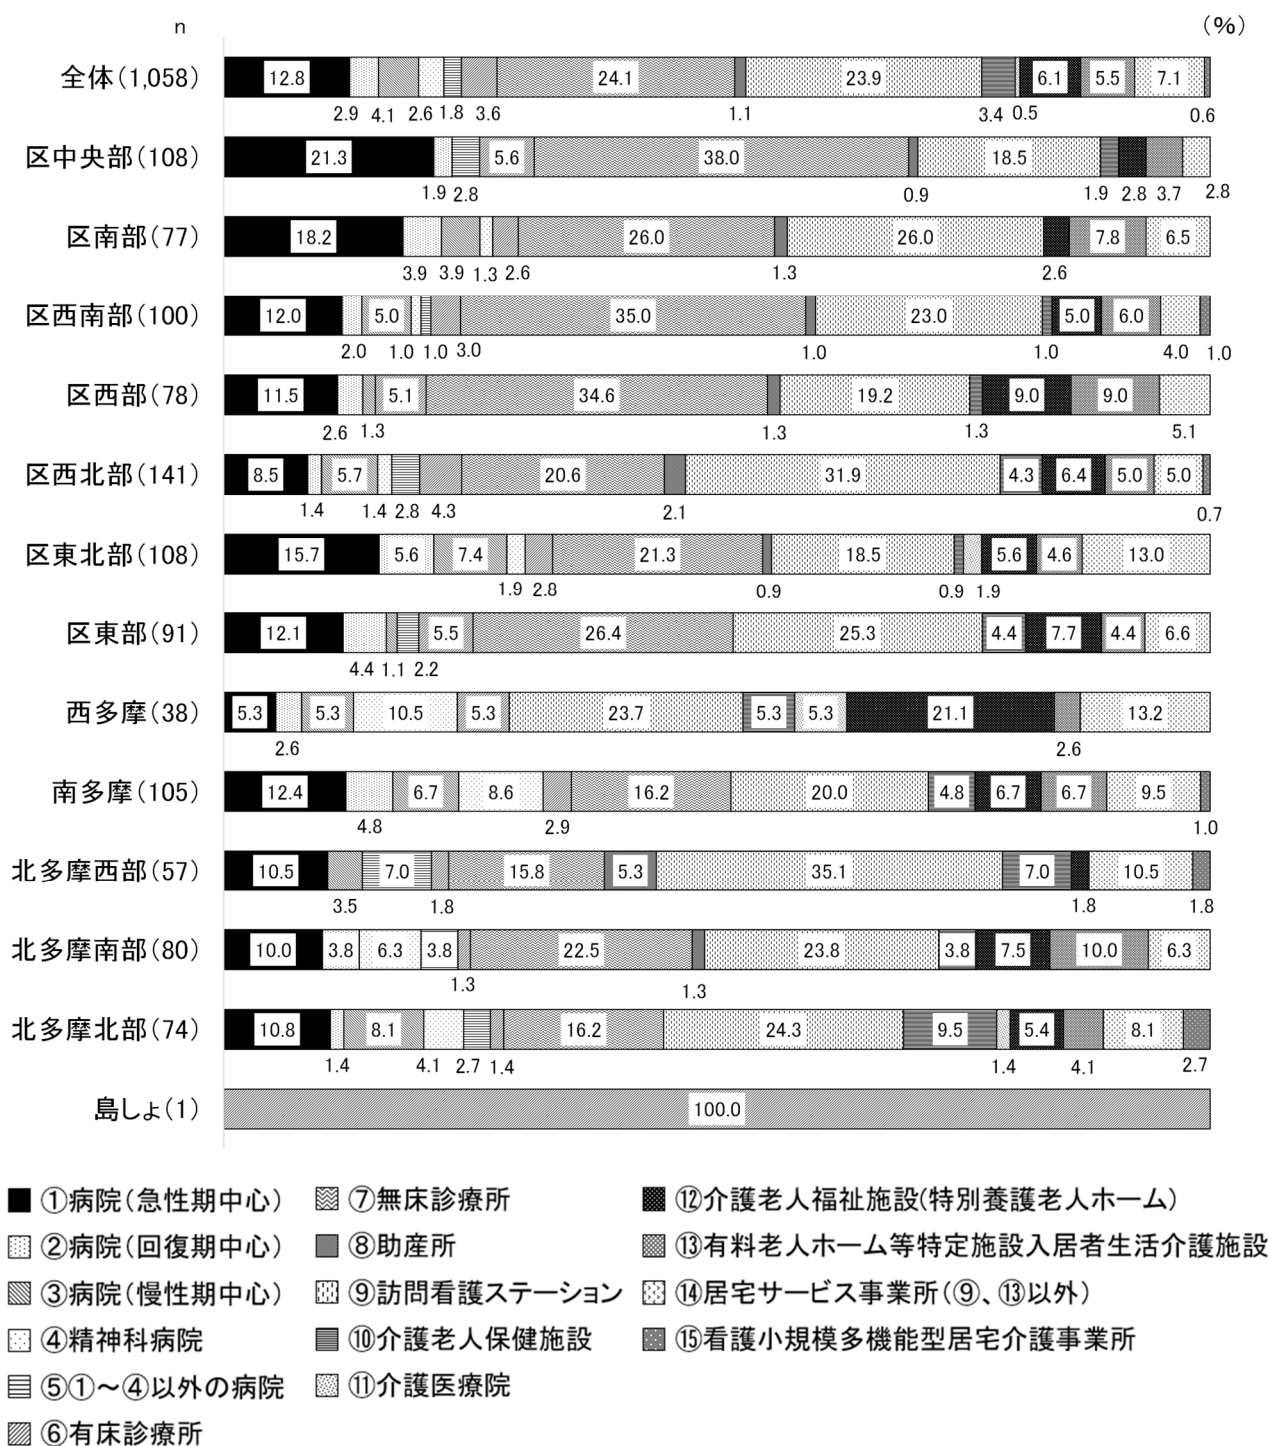 n (%)
全体(1,058) 12.8 24.1 23.9 6.1 5.5 7.1
2.9 4.1 2.6 1.8 3.6 1.1 3.4 0.5 0.6
区中央部(108) 21.3 5.6 38.0 18.5
1.9 2.8 0.9 1.9 2.8 3.7 2.8
区南部(77) 18.2 26.0 26.0 7.8 6.5
3.9 3.9 1.3 2.6 1.3 2.6
区西南部(100) 12.0 5.0 35.0 23.0 5.0 6.0
2.0 1.0 1.0 3.0 1.0 1.0 4.0 1.0
区西部(78) 11.5 5.1 34.6 19.2 9.0 9.0
2.6 1.3 1.3 1.3 5.1
区西北部(141) 8.5 5.7 20.6 31.9 4.3 6.4 5.0 5.0
1.4 1.4 2.8 4.3 2.1 0.7
区東北部(108) 15.7 5.6 7.4 21.3 18.5 5.6 4.6 13.0
1.9 2.8 0.9 0.9 1.9
区東部(91) 12.1 5.5 26.4 25.3 4.4 7.7 4.4 6.6
4.4 1.1 2.2
西多摩(38) 5.3 5.3 10.5 5.3 23.7 5.3 5.3 21.1 13.2
2.6 2.6
南多摩(105) 12.4 6.7 8.6 16.2 20.0 4.8 6.7 6.7 9.5
4.8 2.9 1.0
北多摩西部(57) 10.5 7.0 15.8 5.3 35.1 7.0 10.5
3.5 1.8 1.8 1.8
北多摩南部(80) 10.0 3.8 6.3 3.8 22.5 23.8 3.8 7.5 10.0 6.3
1.3 1.3
北多摩北部(74) 10.8 8.1 16.2 24.3 9.5 5.4 8.1
1.4 4.1 2.7 1.4 1.4 4.1 2.7
島しょ(1) 100.0
①病院(急性期中心)
②病院(回復期中心)
③病院(慢性期中心)
④精神科病院
⑤①～④以外の病院
⑥有床診療所
⑦無床診療所
⑧助産所
⑨訪問看護ステーション
⑩介護老人保健施設
⑪介護医療院
⑫介護老人福祉施設(特別養護老人ホーム)
⑬有料老人ホーム等特定施設入居者生活介護施設
⑭居宅サービス事業所(⑨、⑬以外)
⑮看護小規模多機能型居宅介護事業所